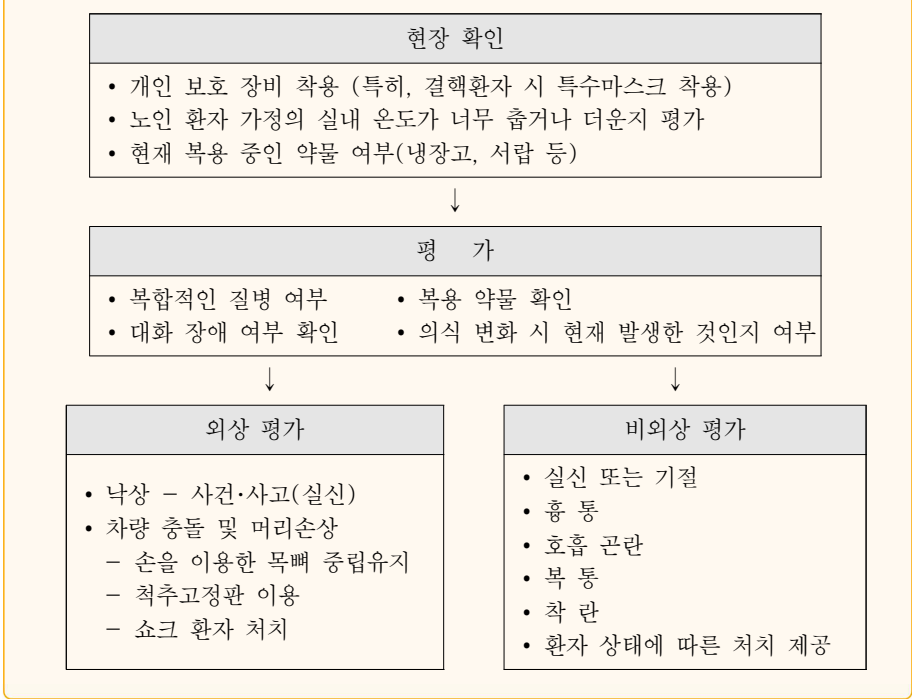 현장 확인
• 개인 보호 장비 착용 (특히, 결핵환자 시 특수마스크 착용)
• 노인 환자 가정의 실내 온도가 너무 춥거나 더운지 평가
• 현재 복용 중인 약물 여부(냉장고, 서랍 등)
↓
평 가
• 복합적인 질병 여부 • 복용 약물 확인
• 대화 장애 여부 확인 • 의식 변화 시 현재 발생한 것인지 여부
↓ ↓
외상 평가
• 낙상 - 사건·사고(실신)
• 차량 충돌 및 머리손상
- 손을 이용한 목뼈 중립유지
- 척추고정판 이용
- 쇼크 환자 처치
비외상 평가
• 실신 또는 기절
• 흉 통
• 호흡 곤란
• 복 통
• 착 란
• 환자 상태에 따른 처치 제공